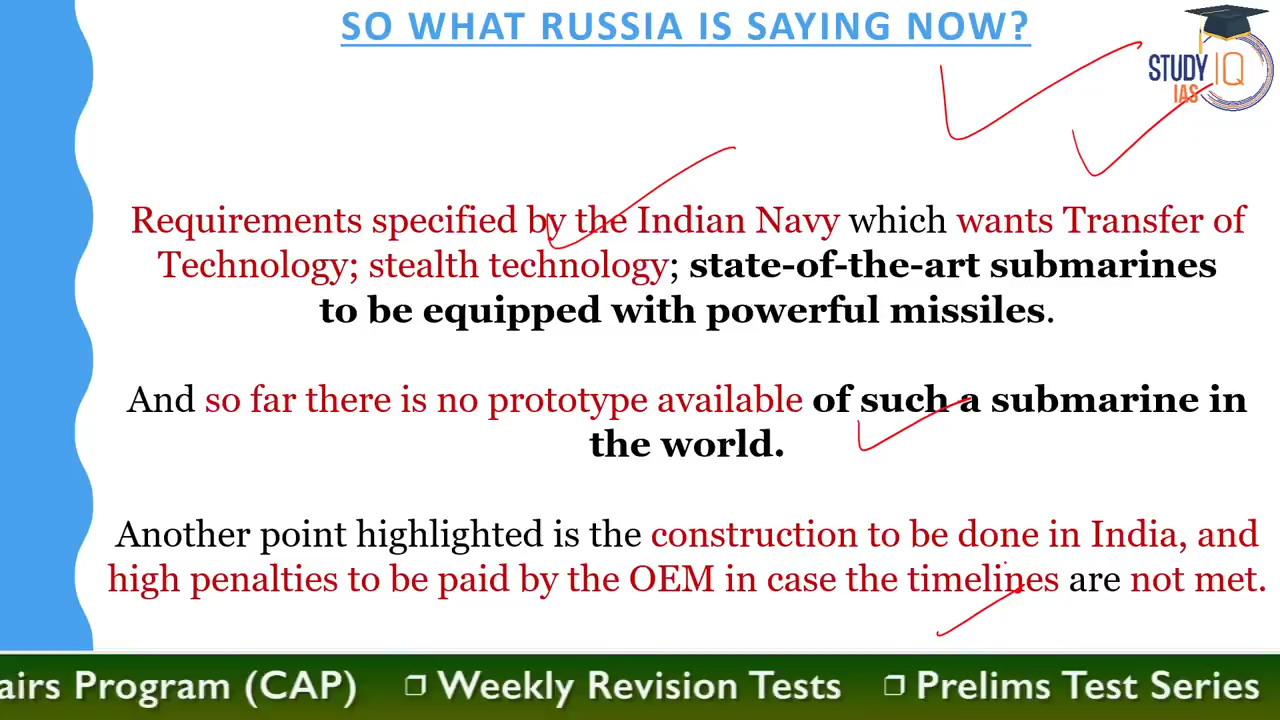 SO WHAT RUSSIA IS SAYING NOW?
STUDY IQ
IAS
Requirements specified by the Indian Navy which wants Transfer of
Technology; stealth technology; state-of-the-art submarines
to be equipped with powerful missiles.
And so far there is no prototype available of such a submarine in
the world.
Another point highlighted is the construction to be done in India, and
high penalties to be paid by the OEM in case the timelines are not met.
airs Program (CAP) ❐ Weekly Revision Tests ❐ Prelims Test Series